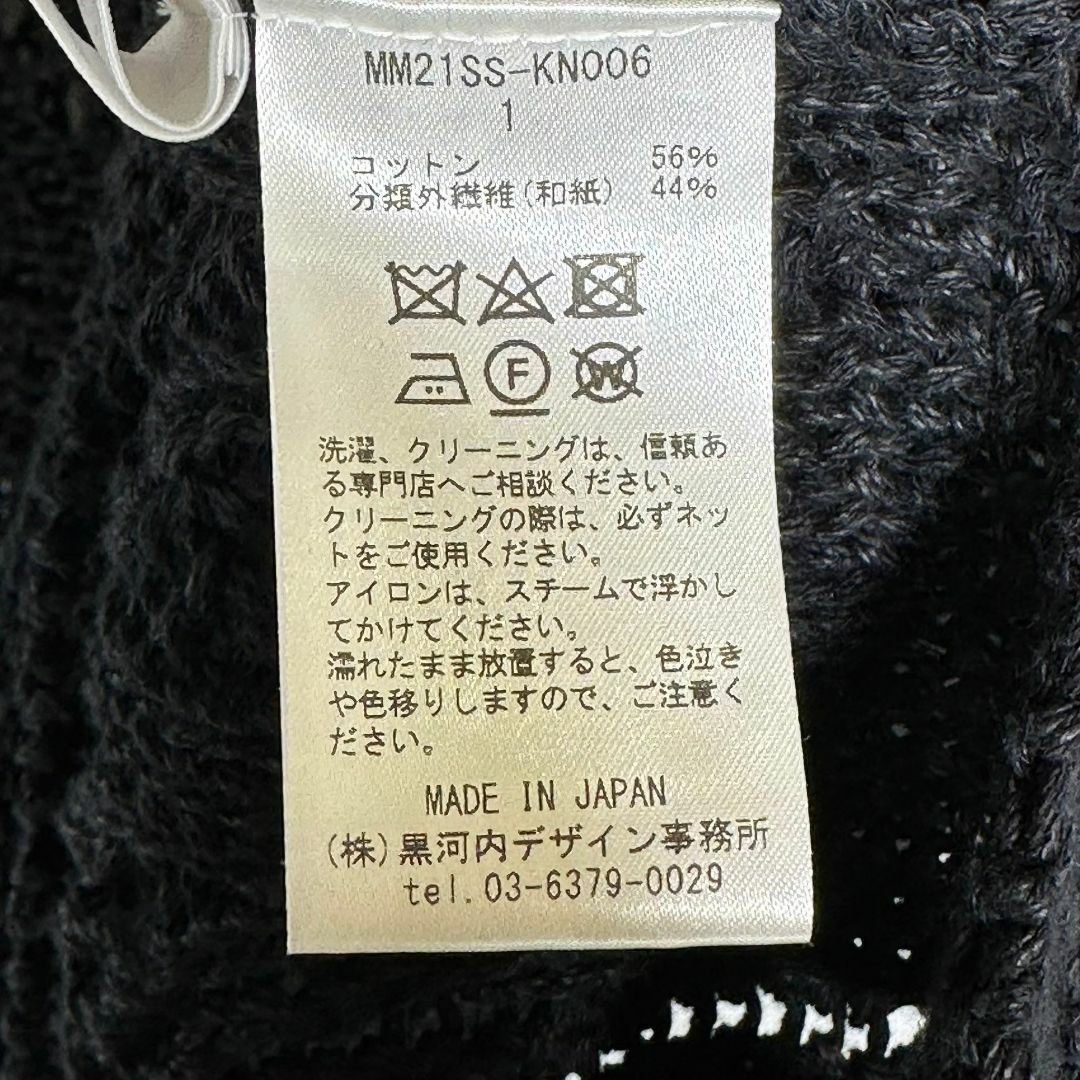 MM21SS-KN006
1
コットン 56%
分類外繊維(和紙) 44%
F W
洗濯、クリーニングは、信頼あ
る専門店へご相談ください。
クリーニングの際は、必ずネッ
トをご使用ください。
アイロンは、スチームで浮かし
てかけてください。
濡れたまま放置すると、色泣き
や色移りしますので、ご注意く
ださい。
MADE IN JAPAN
(株)黒河内デザイン事務所
tel.03-6379-0029